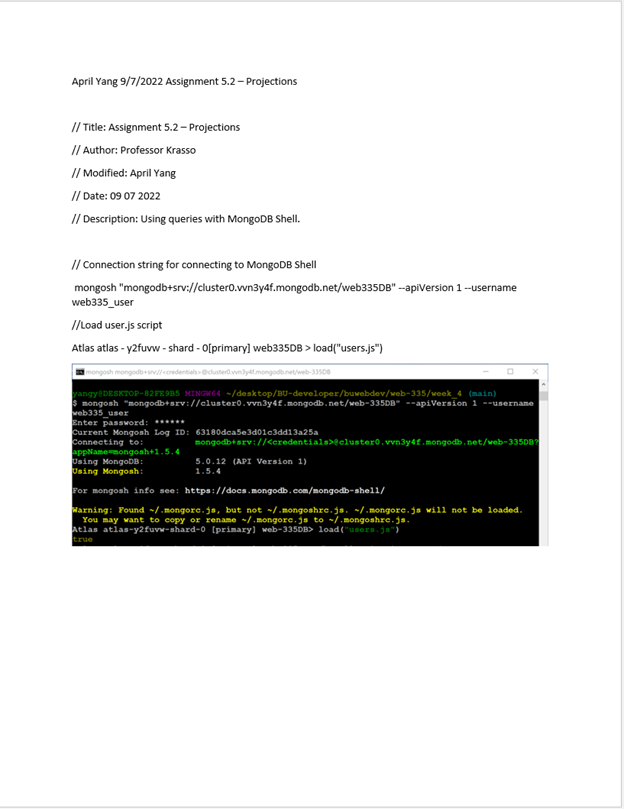 April Yang 9/7/2022 Assignment 5.2 – Projections
// Title: Assignment 5.2 – Projections
// Author: Professor Krasso
// Modified: April Yang
// Date: 09 07 2022
// Description: Using queries with MongoDB Shell.
// Connection string for connecting to MongoDB Shell
mongosh "mongodb+srv://cluster0.vvn3y4f.mongodb.net/web335DB" --apiVersion 1 --username
web335_user
//Load user.js script
Atlas atlas - y2fuvw - shard - 0[primary] web335DB > load("users.js")
mongosh mongodb+srv://<credentials>@cluster0.vvn3y4f.mongodb.net/web-335DB
yangy@DESKTOP-82FE9B5 MINGW64 ~/desktop/BU-developer/buwebdev/web-335/week_4 (main)
$ mongosh "mongodb+srv://cluster0.vvn3y4f.mongodb.net/web-335DB" --apiVersion 1 --username
web335_user
Enter password: ******
Current Mongosh Log ID: 63180dca5e3d01c3dd13a25a
Connecting to: mongodb+srv://<credentials>@cluster0.vvn3y4f.mongodb.net/web-335DB?
appName=mongosh+1.5.4
Using MongoDB: 5.0.12 (API Version 1)
Using Mongosh: 1.5.4
For mongosh info see: https://docs.mongodb.com/mongodb-shell/
Warning: Found ~/.mongorc.js, but not ~/.mongoshrc.js. ~/.mongorc.js will not be loaded.
You may want to copy or rename ~/.mongorc.js to ~/.mongoshrc.js.
Atlas atlas-y2fuvw-shard-0 [primary] web-335DB> load("users.js")
true